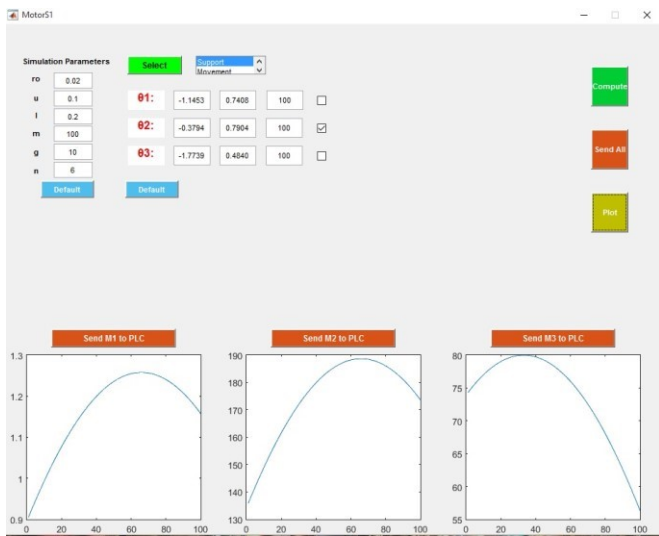 MotorS1
Simulation Parameters
Select
Support
Movement
ro 0.02
u 0.1
l 0.2
m 100
g 10
n 6
Default
θ1: -1.1453 0.7408 100
θ2: -0.3794 0.7904 100
θ3: -1.7739 0.4840 100
Default
Compute
Send All
Plot
Send M1 to PLC
1.3
1.2
1.1
1
0.9
0 20 40 60 80 100
Send M2 to PLC
190
180
170
160
150
140
130
0 20 40 60 80 100
Send M3 to PLC
80
75
70
65
60
55
0 20 40 60 80 100